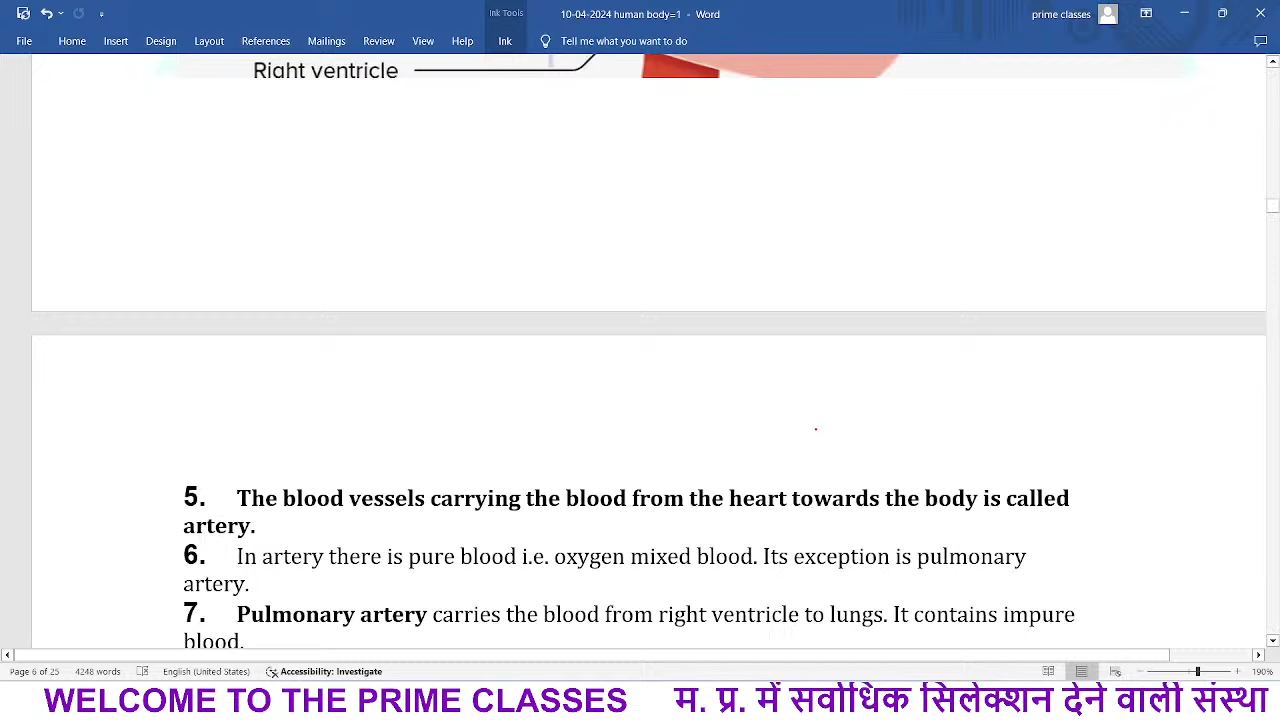 Ink Tools
10-04-2024 human body=1 - Word
prime classes
File Home Insert Design Layout References Mailings Review View Help Ink Tell me what you want to do
Right ventricle
5. The blood vessels carrying the blood from the heart towards the body is called
artery.
6. In artery there is pure blood i.e. oxygen mixed blood. Its exception is pulmonary
artery.
7. Pulmonary artery carries the blood from right ventricle to lungs. It contains impure
blood.
Page 6 of 25 4248 words English (United States) Accessibility: Investigate 190%
WELCOME TO THE PRIME CLASSES म. प्र. में सर्वाधिक सिलेक्शन देने वाली संस्था